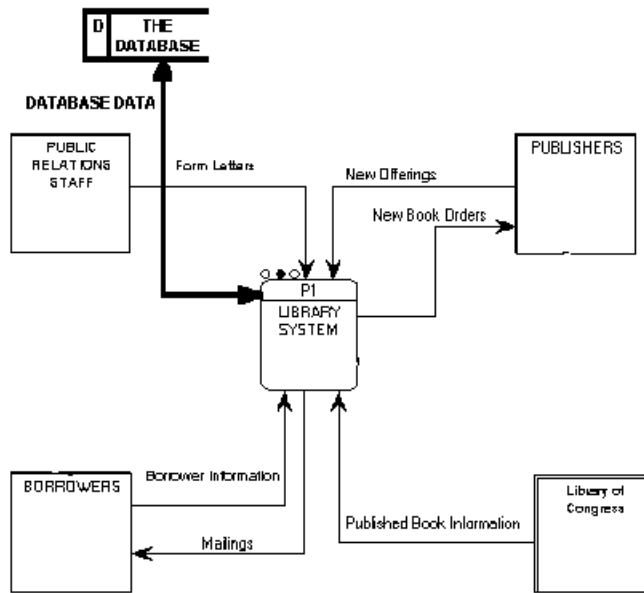 D THE
DATABASE
DATABASE DATA
PUBLIC
RELATIONS
STAFF
Form Letters
New Offerings
PUBLISHERS
New Book Orders
P1
LIBRARY
SYSTEM
BORROWERS
Borrower Information
Mailings
Published Book Information
Library of
Congress